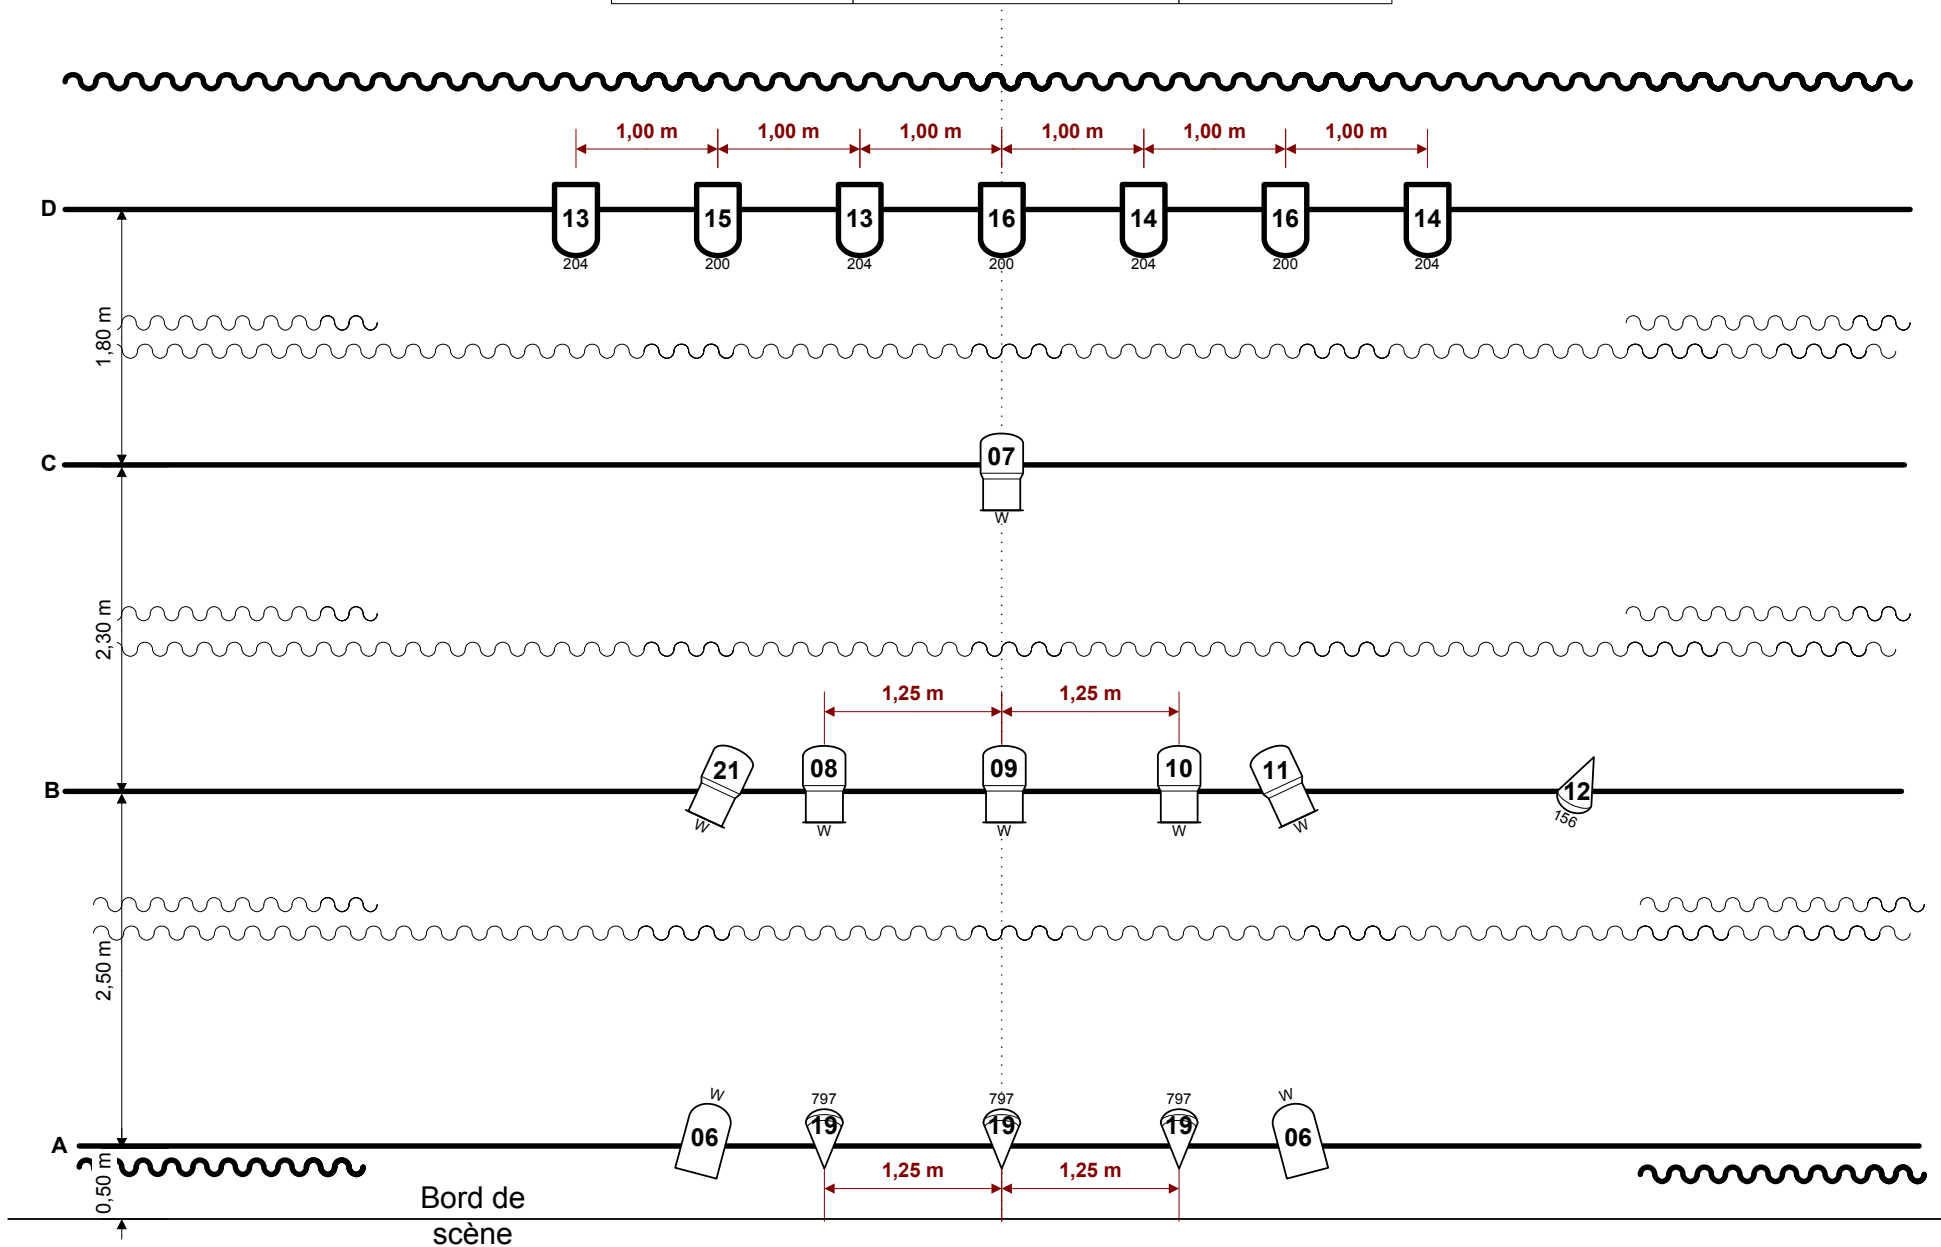 1,00 m 1,00 m 1,00 m 1,00 m 1,00 m 1,00 m
D 13 15 13 16 14 16 14
204 200 204 200 204 200 204
1,80 m
C 07
W
2,30 m
1,25 m 1,25 m
B 21 08 09 10 11 12
W W W W W 156
2,50 m
W 797 797 797 W
A 06 19 19 19 06
0,50 m
1,25 m 1,25 m
Bord de
scène